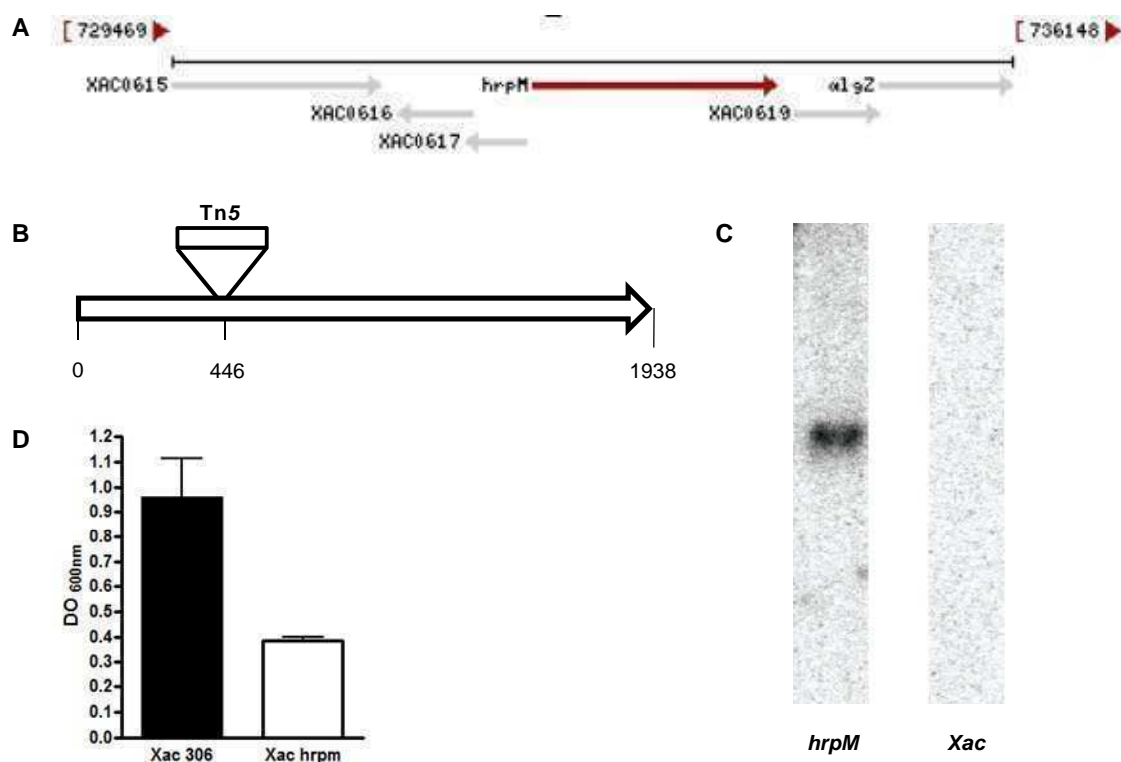 A
[ 729469
[ 736148
XAC0615
hrpM
algZ
XAC0616
XAC0619
XAC0617
Tn5
B
C
0
446
1938
D
1.2
1.1
1.0
0.9
0.8
0.7
0.6
0.5
0.4
0.3
0.2
0.1
0.0
DO 600nm
Xac 306
Xac hrpm
hrpM
Xac